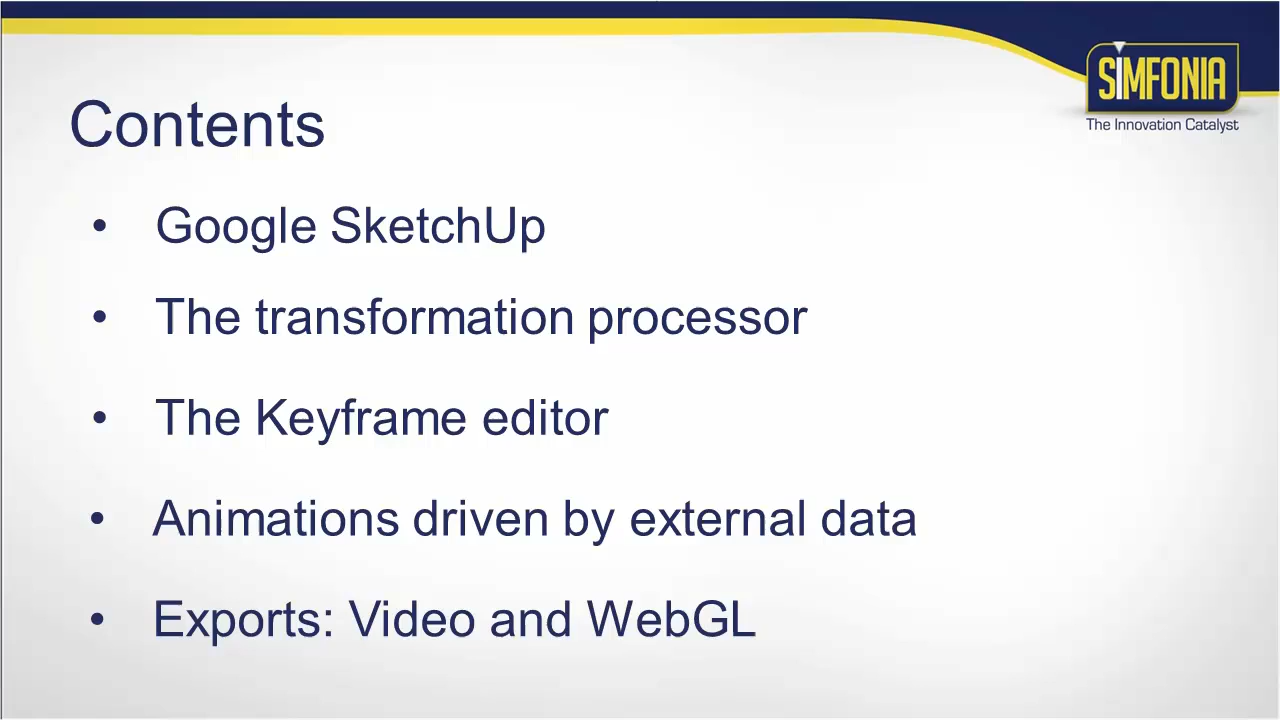 SIMFONIA
The Innovation Catalyst
Contents
• Google SketchUp
• The transformation processor
• The Keyframe editor
• Animations driven by external data
• Exports: Video and WebGL